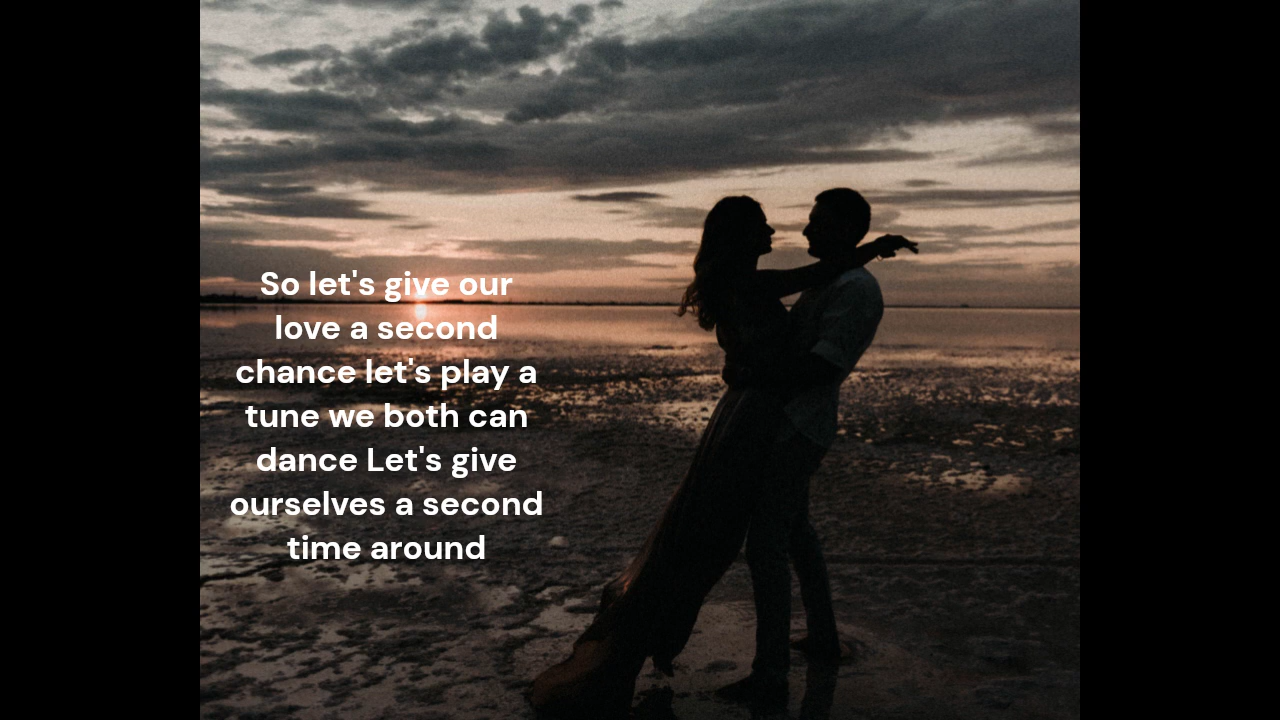 So let's give our
love a second
chance let's play a
tune we both can
dance Let's give
ourselves a second
time around